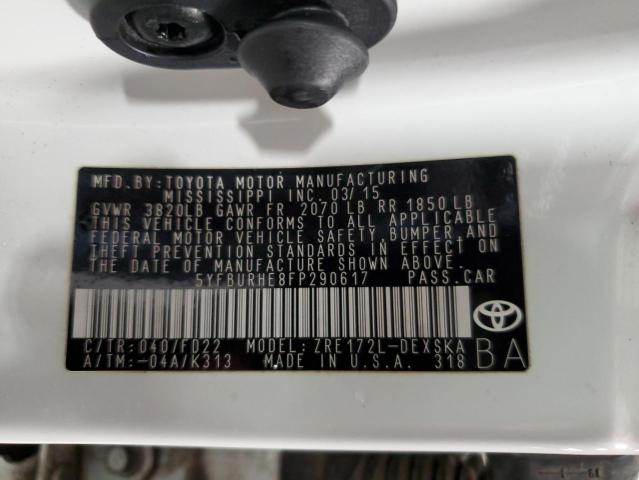 MFD. BY: TOYOTA MOTOR MANUFACTURING
MISSISSIPPI INC. 03/15
GVWR 3820LB GAWR FR 2070 LB RR 1850 LB
THIS VEHICLE CONFORMS TO ALL APPLICABLE
FEDERAL MOTOR VEHICLE SAFETY, BUMPER AND
THEFT PREVENTION STANDARDS IN EFFECT ON
THE DATE OF MANUFACTURE SHOWN ABOVE.
5YFBURHE8FP290617 PASS.CAR
C/TR: 040/FD22 MODEL: ZRE172L-DEXSKA
A/TM:-04A/K313 MADE IN U.S.A. 318 BA